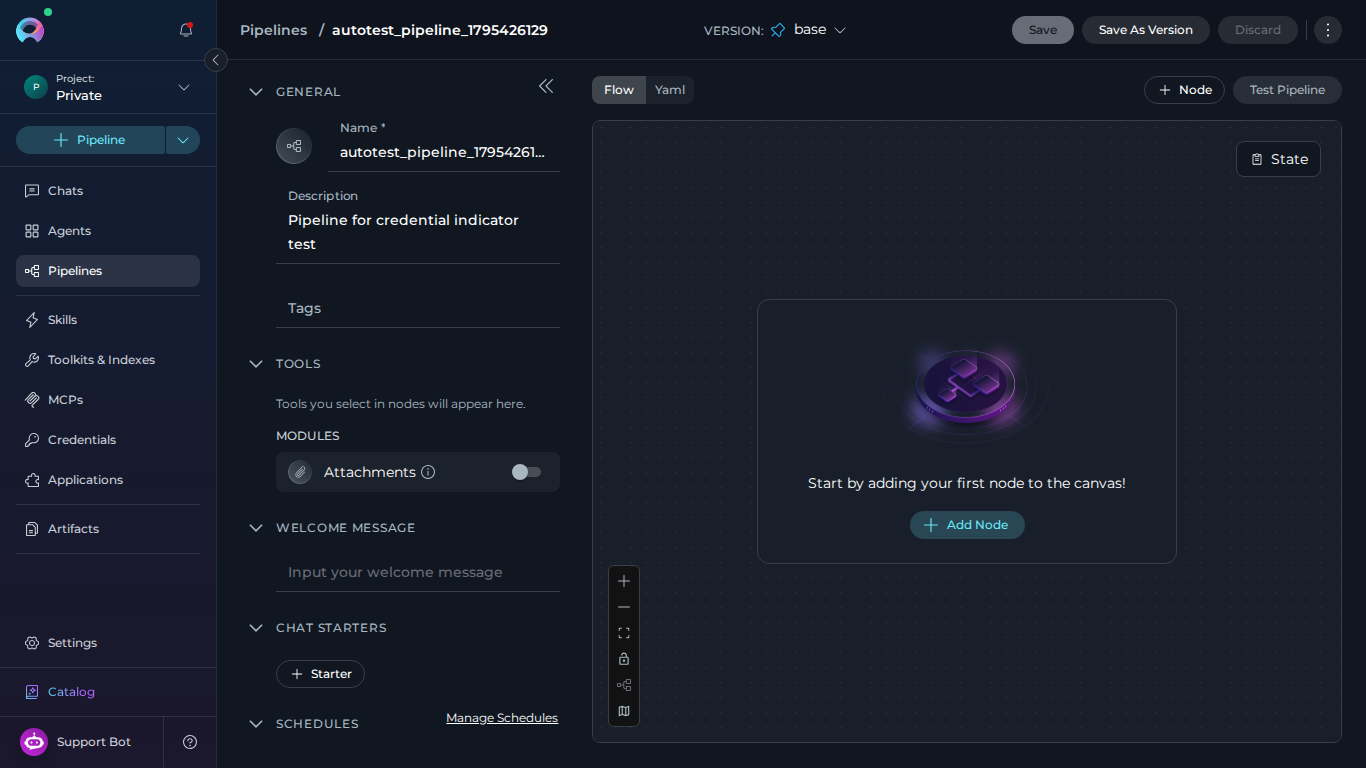 Project:
P
Private
Pipeline
Chats
Agents
Pipelines
Skills
Toolkits & Indexes
MCPs
Credentials
Applications
Artifacts
Settings
Catalog
Support Bot
Pipelines / autotest_pipeline_1795426129
VERSION: base
Save
Save As Version
Discard
GENERAL
Name *
autotest_pipeline_17954261...
Description
Pipeline for credential indicator
test
Tags
TOOLS
Tools you select in nodes will appear here.
MODULES
Attachments
WELCOME MESSAGE
Input your welcome message
CHAT STARTERS
Starter
SCHEDULES
Manage Schedules
Flow
Yaml
Node
Test Pipeline
State
Start by adding your first node to the canvas!
Add Node